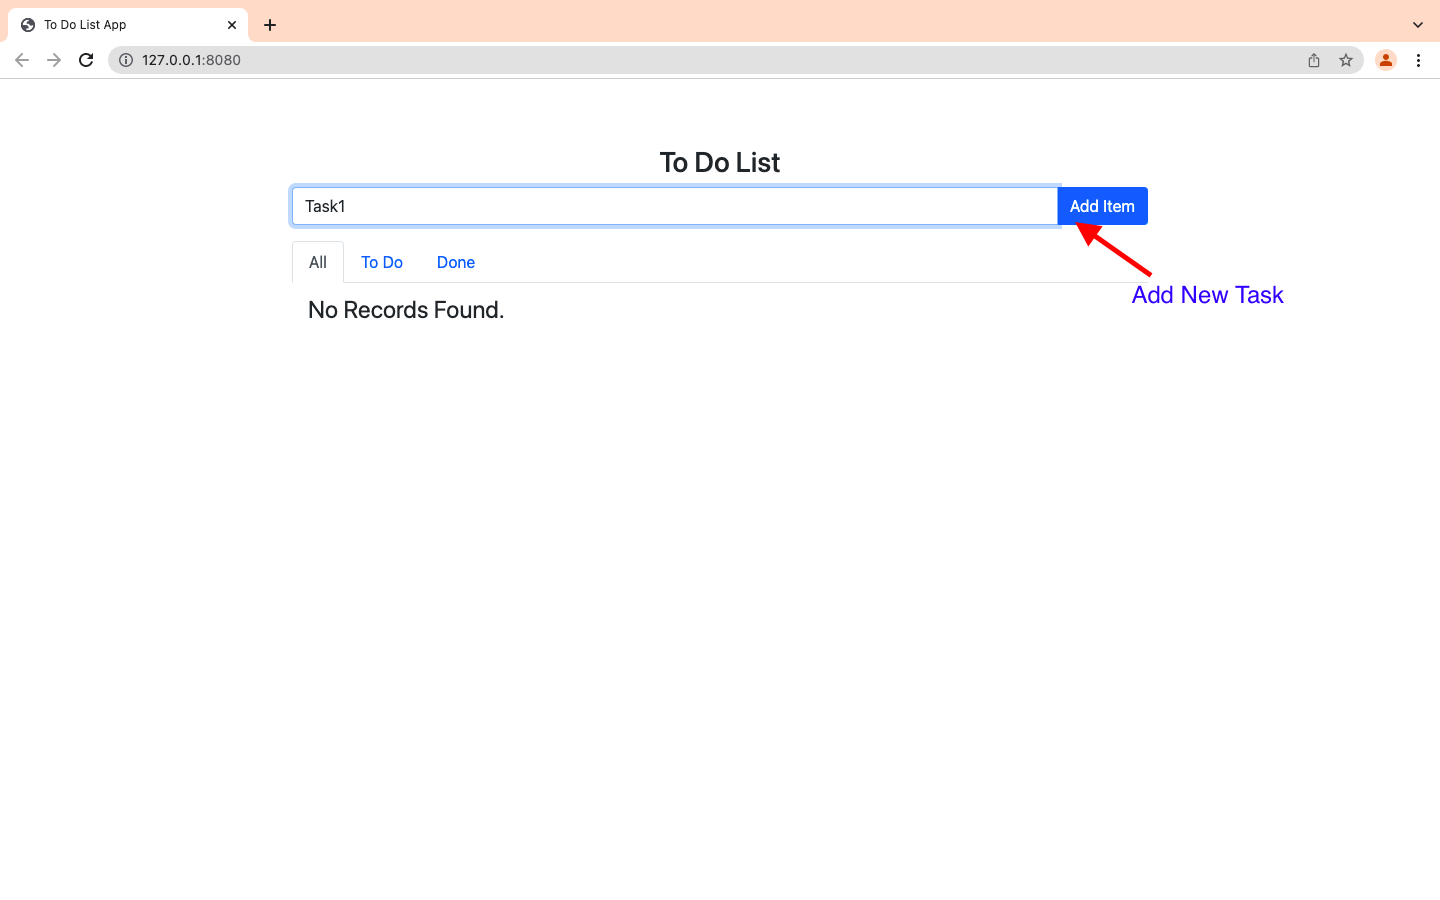 To Do List App
127.0.0.1:8080
To Do List
Task1
Add Item
All To Do Done
Add New Task
No Records Found.